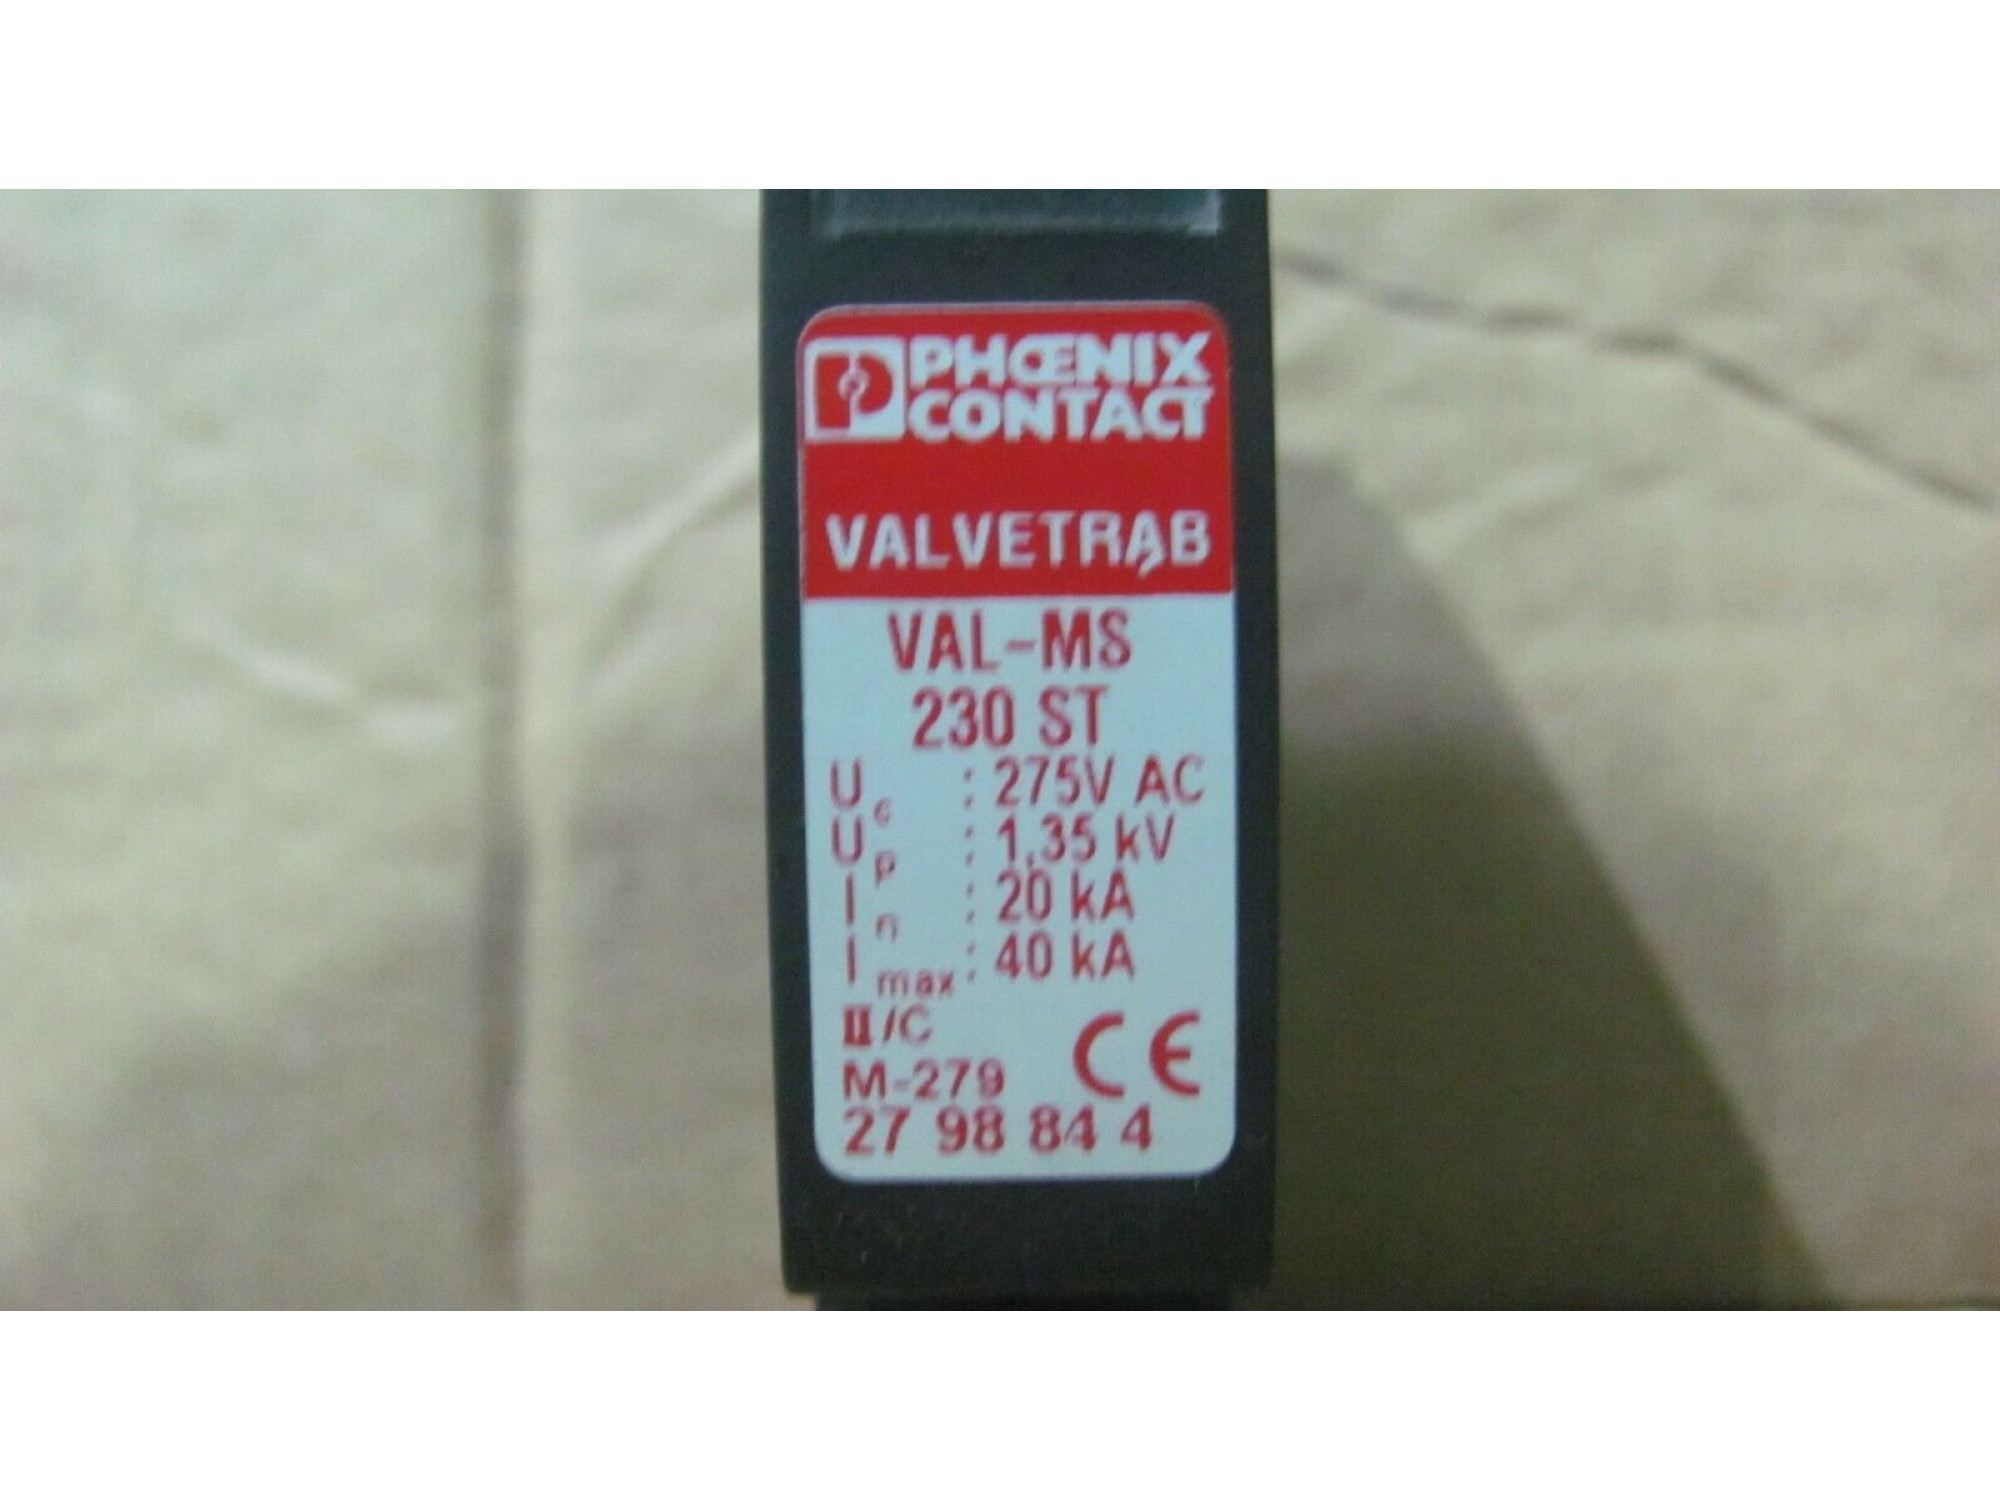 PHŒNIX
CONTACT
VALVETRAB
VAL-MS
230 ST
Uc : 275V AC
Up : 1,35 kV
In : 20 kA
Imax : 40 kA
II/C
M-279 CE
27 98 84 4